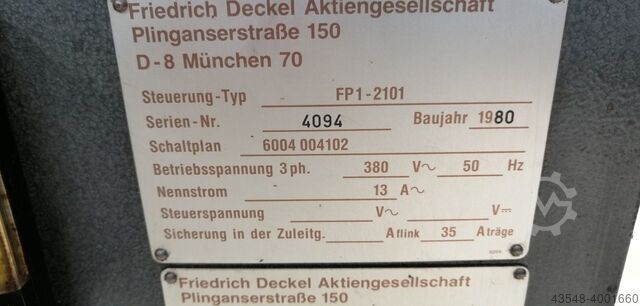 Friedrich Deckel Aktiengesellschaft
Plinganserstraße 150
D-8 München 70
Steuerung-Typ FP1-2101
Serien-Nr. 4094 Baujahr 1980
Schaltplan 6004 004102
Betriebsspannung 3 ph. 380 V~ 50 Hz
Nennstrom 13 A~
Steuerspannung V~ V⎓
Sicherung in der Zuleitg. A flink 35 A träge
Friedrich Deckel Aktiengesellschaft
Plinganserstraße 150
43548-4001660